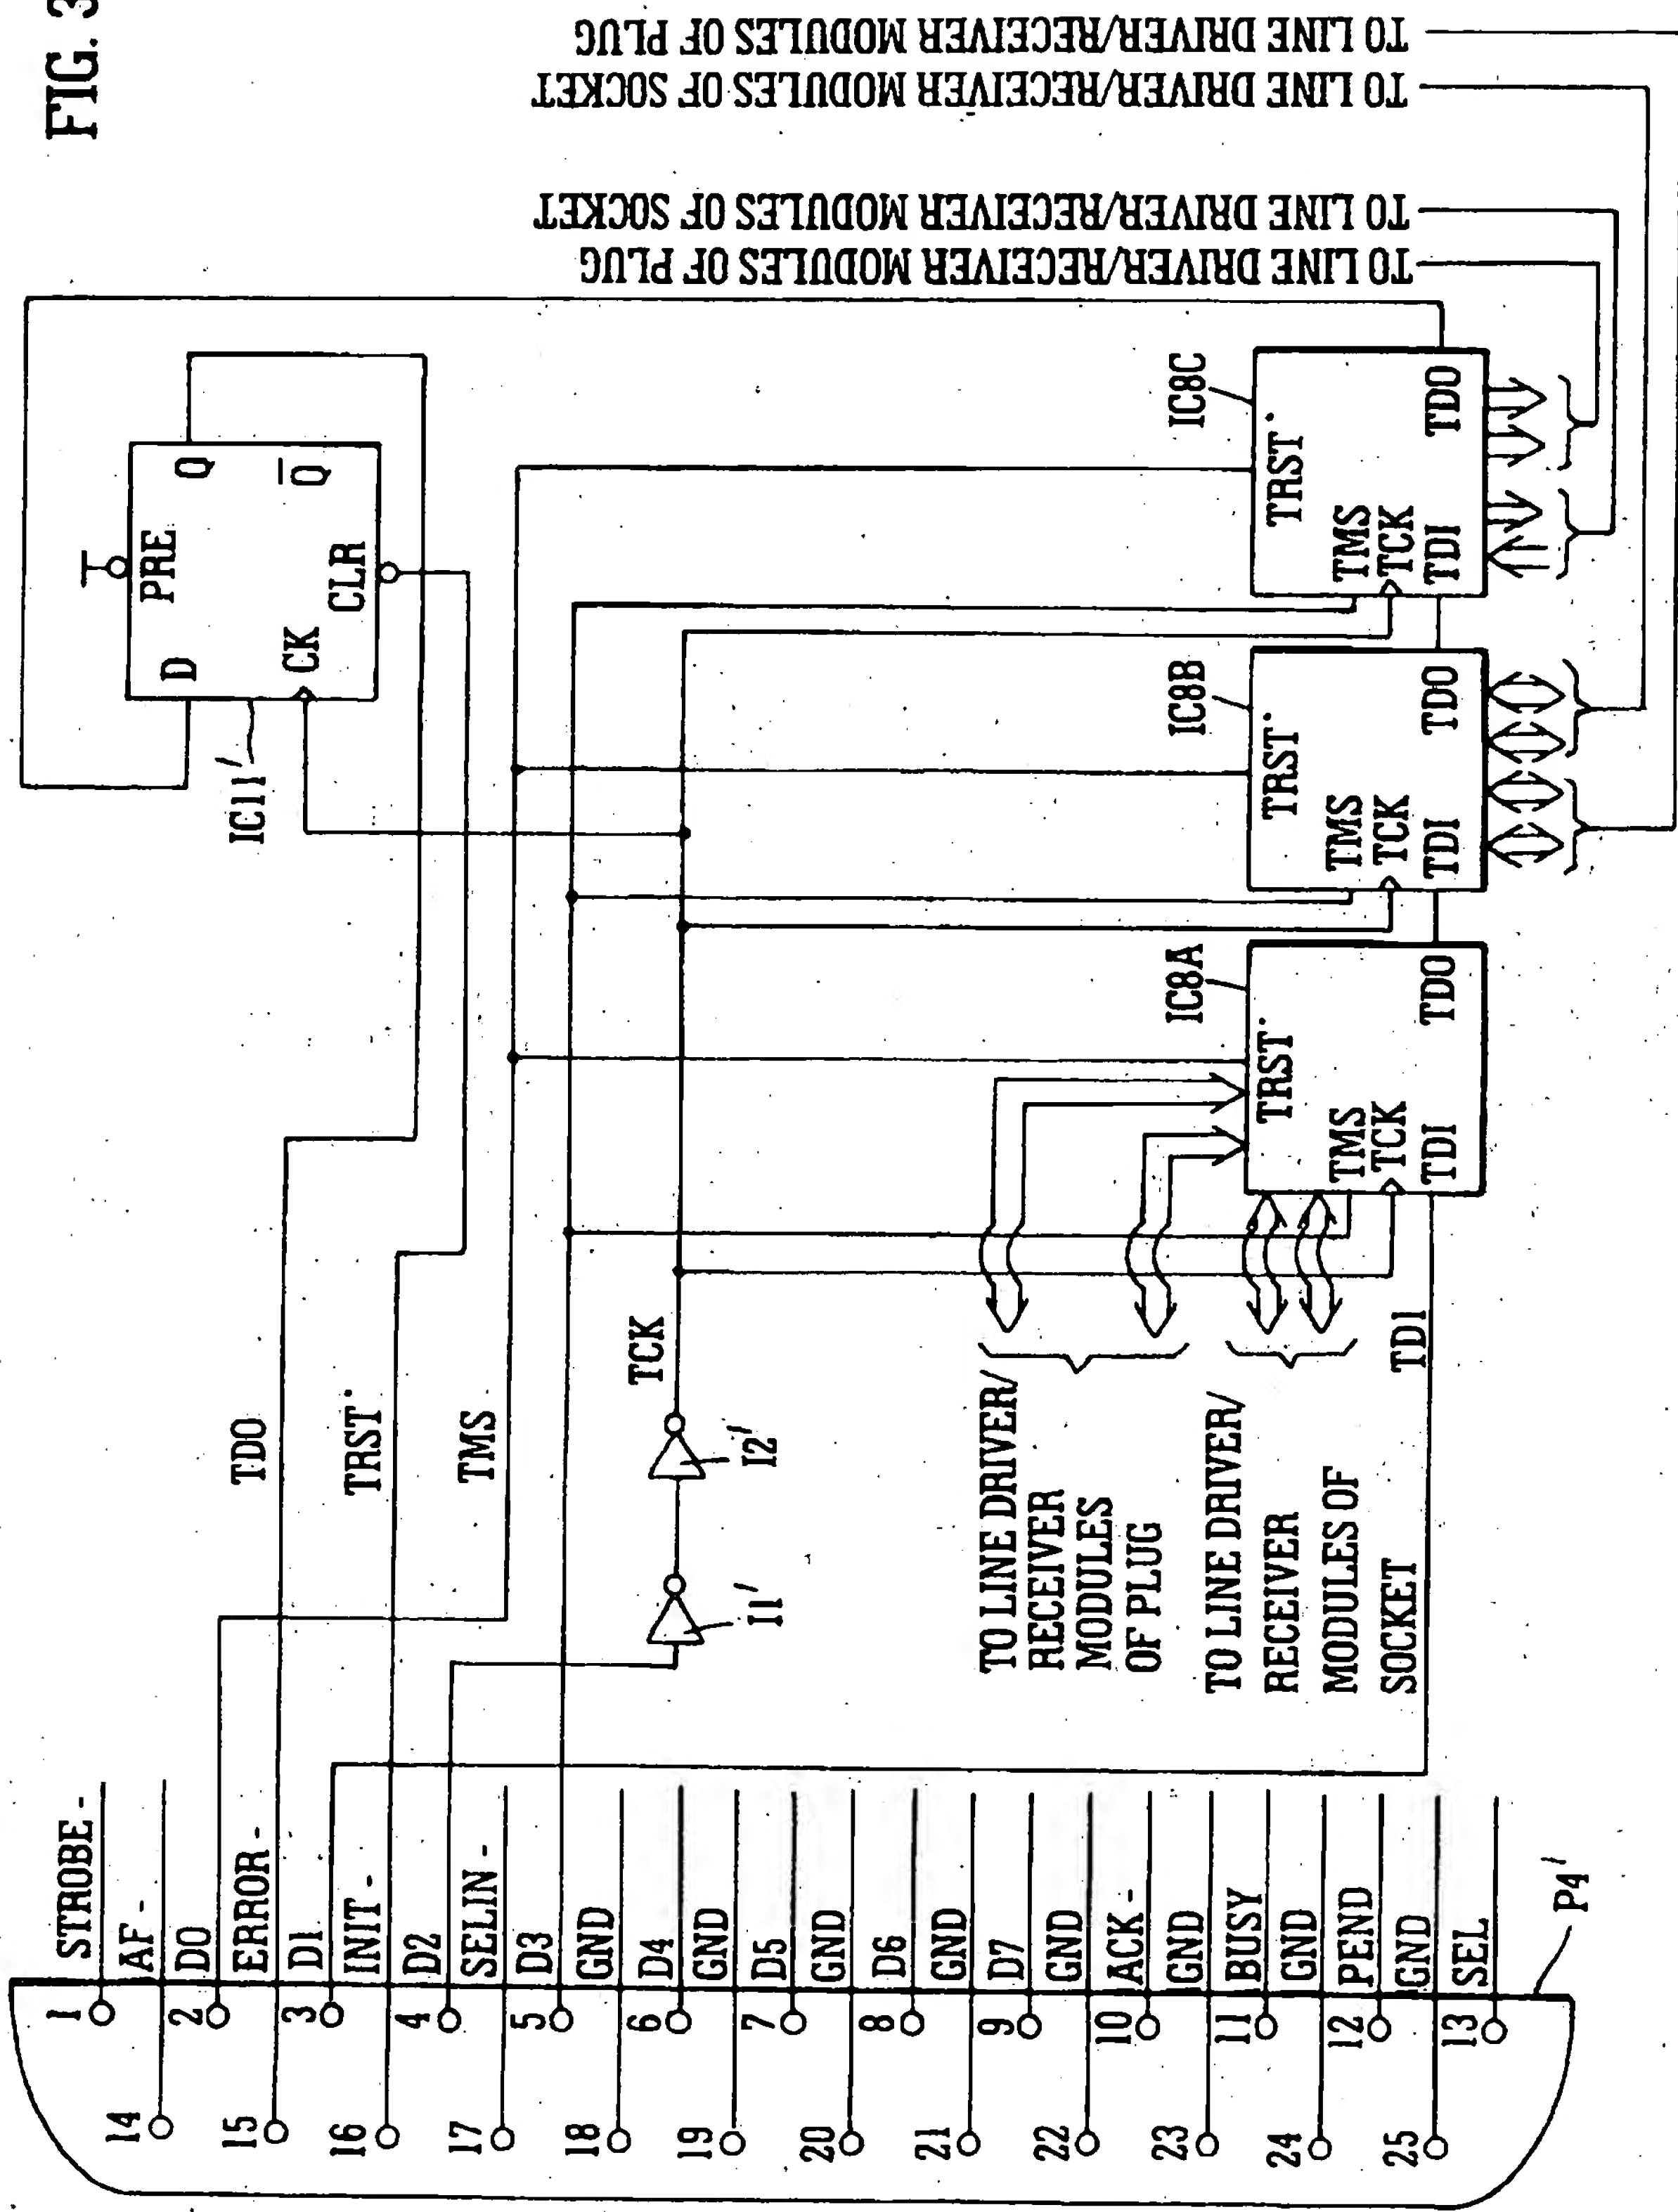 FIG. 3
TO LINE DRIVER/RECEIVER MODULES OF PLUG
TO LINE DRIVER/RECEIVER MODULES OF SOCKET
TO LINE DRIVER/RECEIVER MODULES OF SOCKET
TO LINE DRIVER/RECEIVER MODULES OF PLUG
D
PRE
Q
CK
CLR
Q
IC11'
IC8A
TRST*
TMS
TCK
TDI
TDO
IC8B
TRST*
TMS
TCK
TDI
TDO
IC8C
TRST*
TMS
TCK
TDI
TDO
TDO
TRST*
TMS
TCK
I1'
I2'
TO LINE DRIVER/
RECEIVER
MODULES
OF PLUG
TO LINE DRIVER/
RECEIVER
MODULES OF
SOCKET
TDI
1 STROBE -
14 AF -
2 D0
15 ERROR -
3 D1
16 INIT -
4 D2
17 SELIN -
5 D3
18 GND
6 D4
19 GND
7 D5
20 GND
8 D6
21 GND
9 D7
22 GND
10 ACK -
23 GND
11 BUSY
24 GND
12 PEND
25 GND
13 SEL
P4'